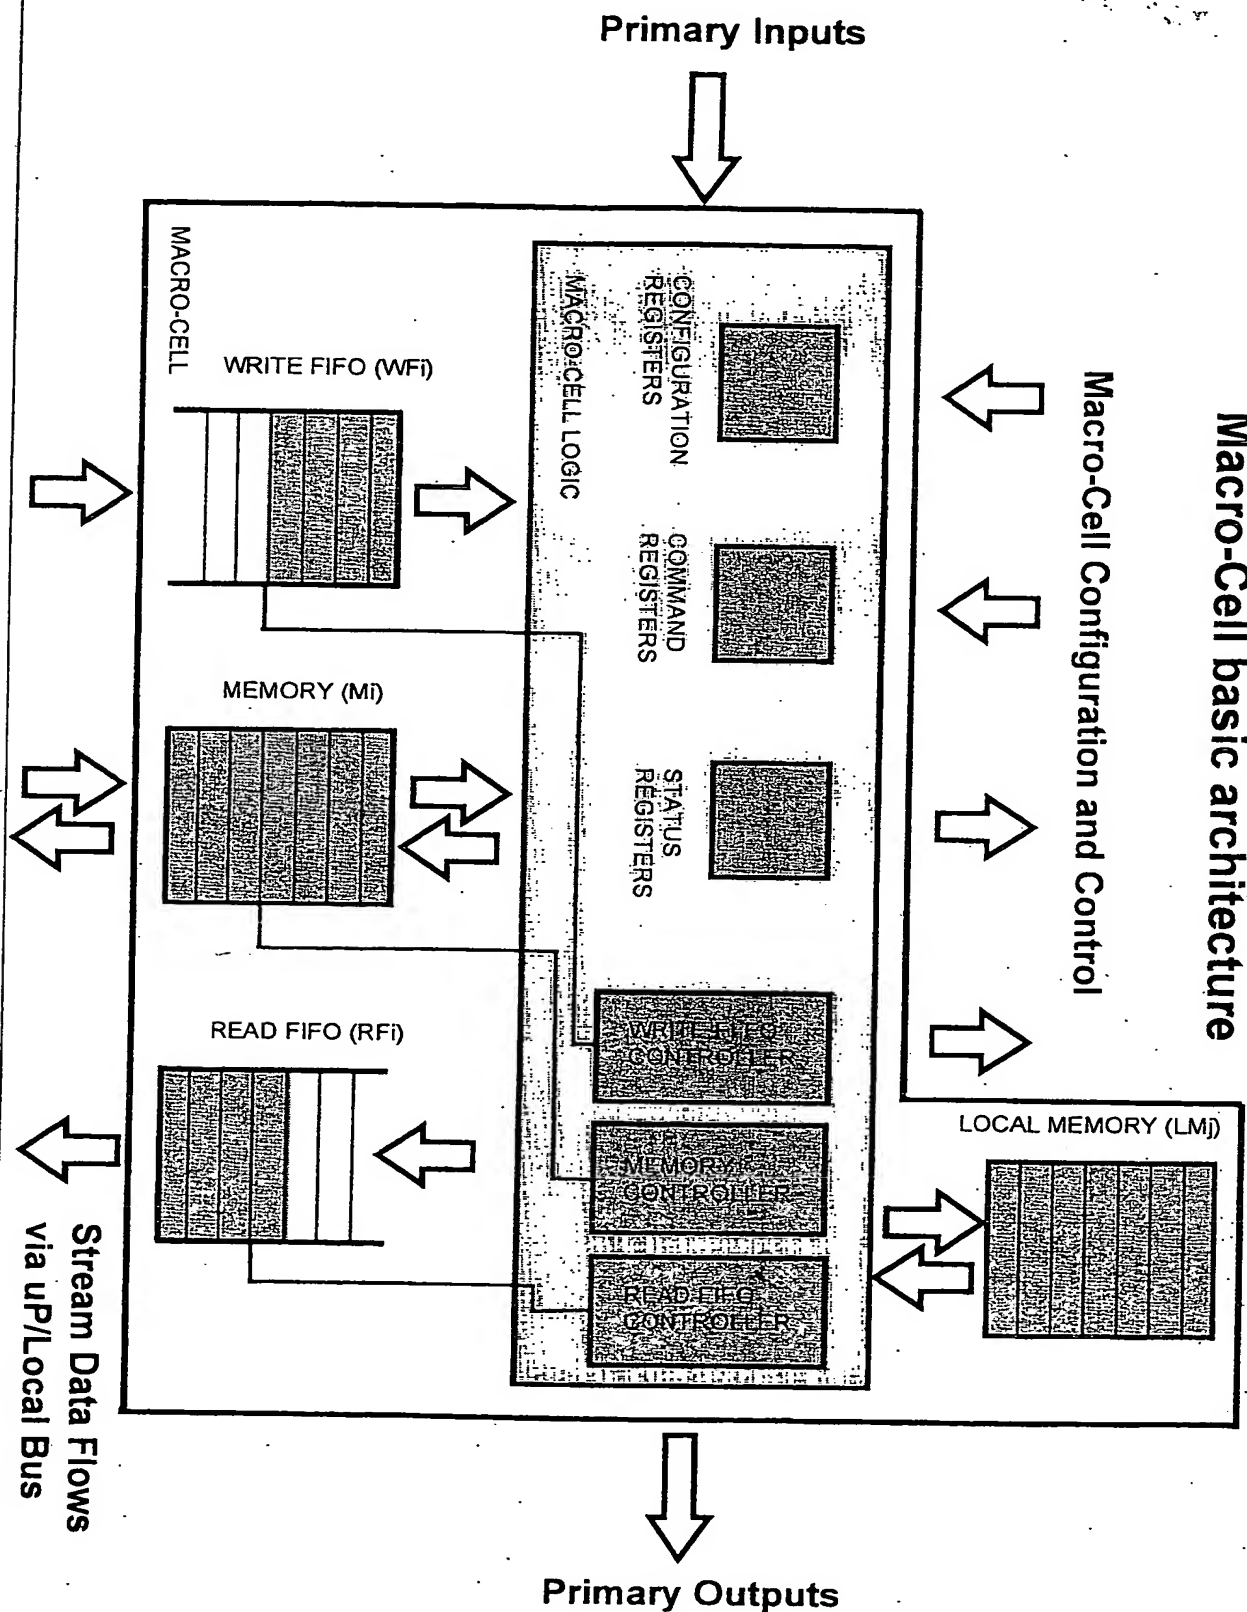 Macro-Cell basic architecture
Macro-Cell Configuration and Control
Primary Inputs
CONFIGURATION
REGISTERS
COMMAND
REGISTERS
STATUS
REGISTERS
MACRO-CELL LOGIC
WRITE FIFO
CONTROLLER
MEMORY
CONTROLLER
READ FIFO
CONTROLLER
LOCAL MEMORY (LMj)
MACRO-CELL
WRITE FIFO (WFi)
MEMORY (Mi)
READ FIFO (RFi)
Primary Outputs
Stream Data Flows
via uP/Local Bus